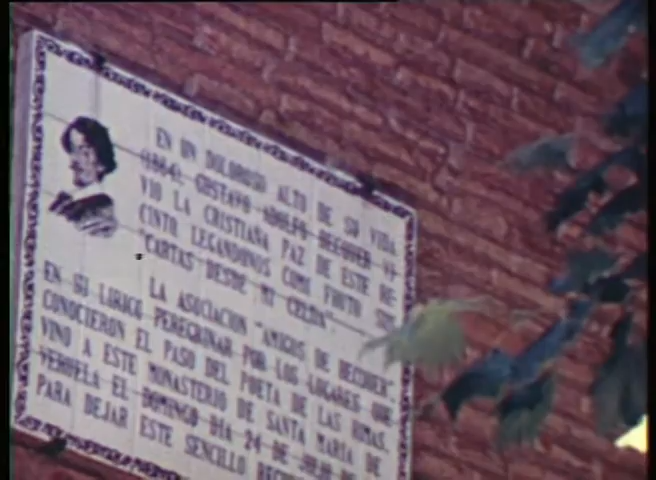 EN UN DOLOROSO ALTO DE SU VIDA
(1864), GUSTAVO ADOLFO BECQUER VI-
VIO LA CRISTIANA PAZ DE ESTE RE-
CINTO LEGANDONOS COMO FRUTO SUS
"CARTAS DESDE MI CELDA".
LA ASOCIACION "AMIGOS DE BECQUER",
EN SU LIRICO PEREGRINAR POR LOS LUGARES QUE
CONOCIERON EL PASO DEL POETA DE LAS RIMAS,
VINO A ESTE MONASTERIO DE SANTA MARIA DE
VERUELA EL DOMINGO DIA 24 DE JULIO DE
PARA DEJAR ESTE SENCILLO